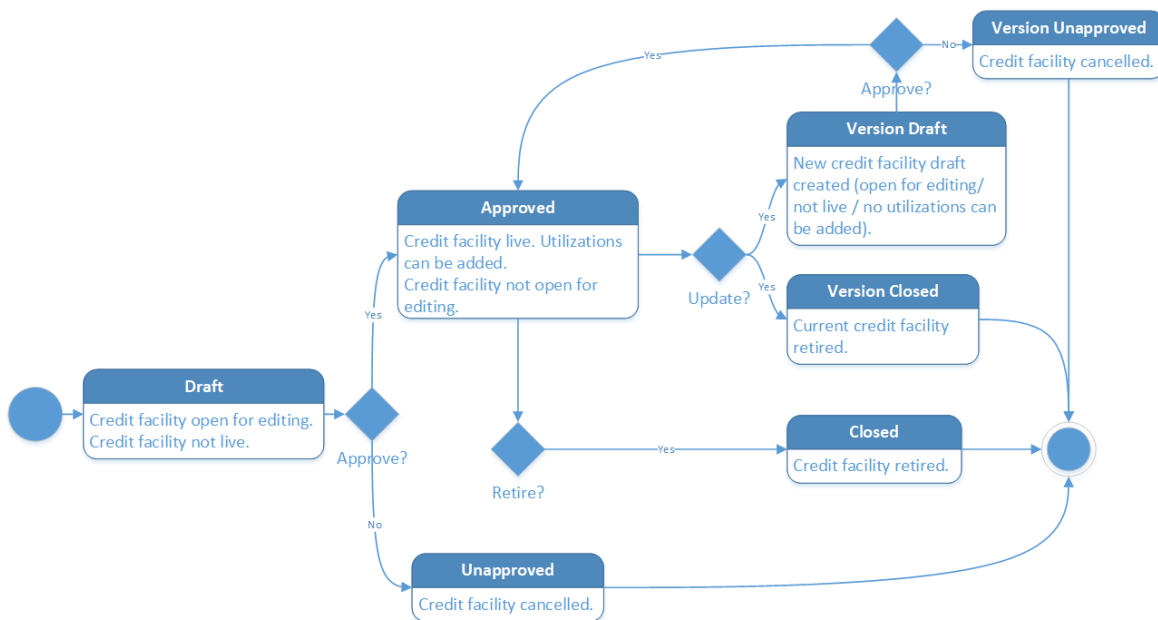 Version Unapproved
Credit facility cancelled.
No
Yes
Approve?
Version Draft
New credit facility draft
created (open for editing/
not live / no utilizations can
be added).
Yes
Approved
Credit facility live. Utilizations
can be added.
Credit facility not open for
editing.
Update?
Yes
Version Closed
Current credit facility
retired.
Yes
Draft
Credit facility open for editing.
Credit facility not live.
Approve?
Retire?
Yes
Closed
Credit facility retired.
No
Unapproved
Credit facility cancelled.